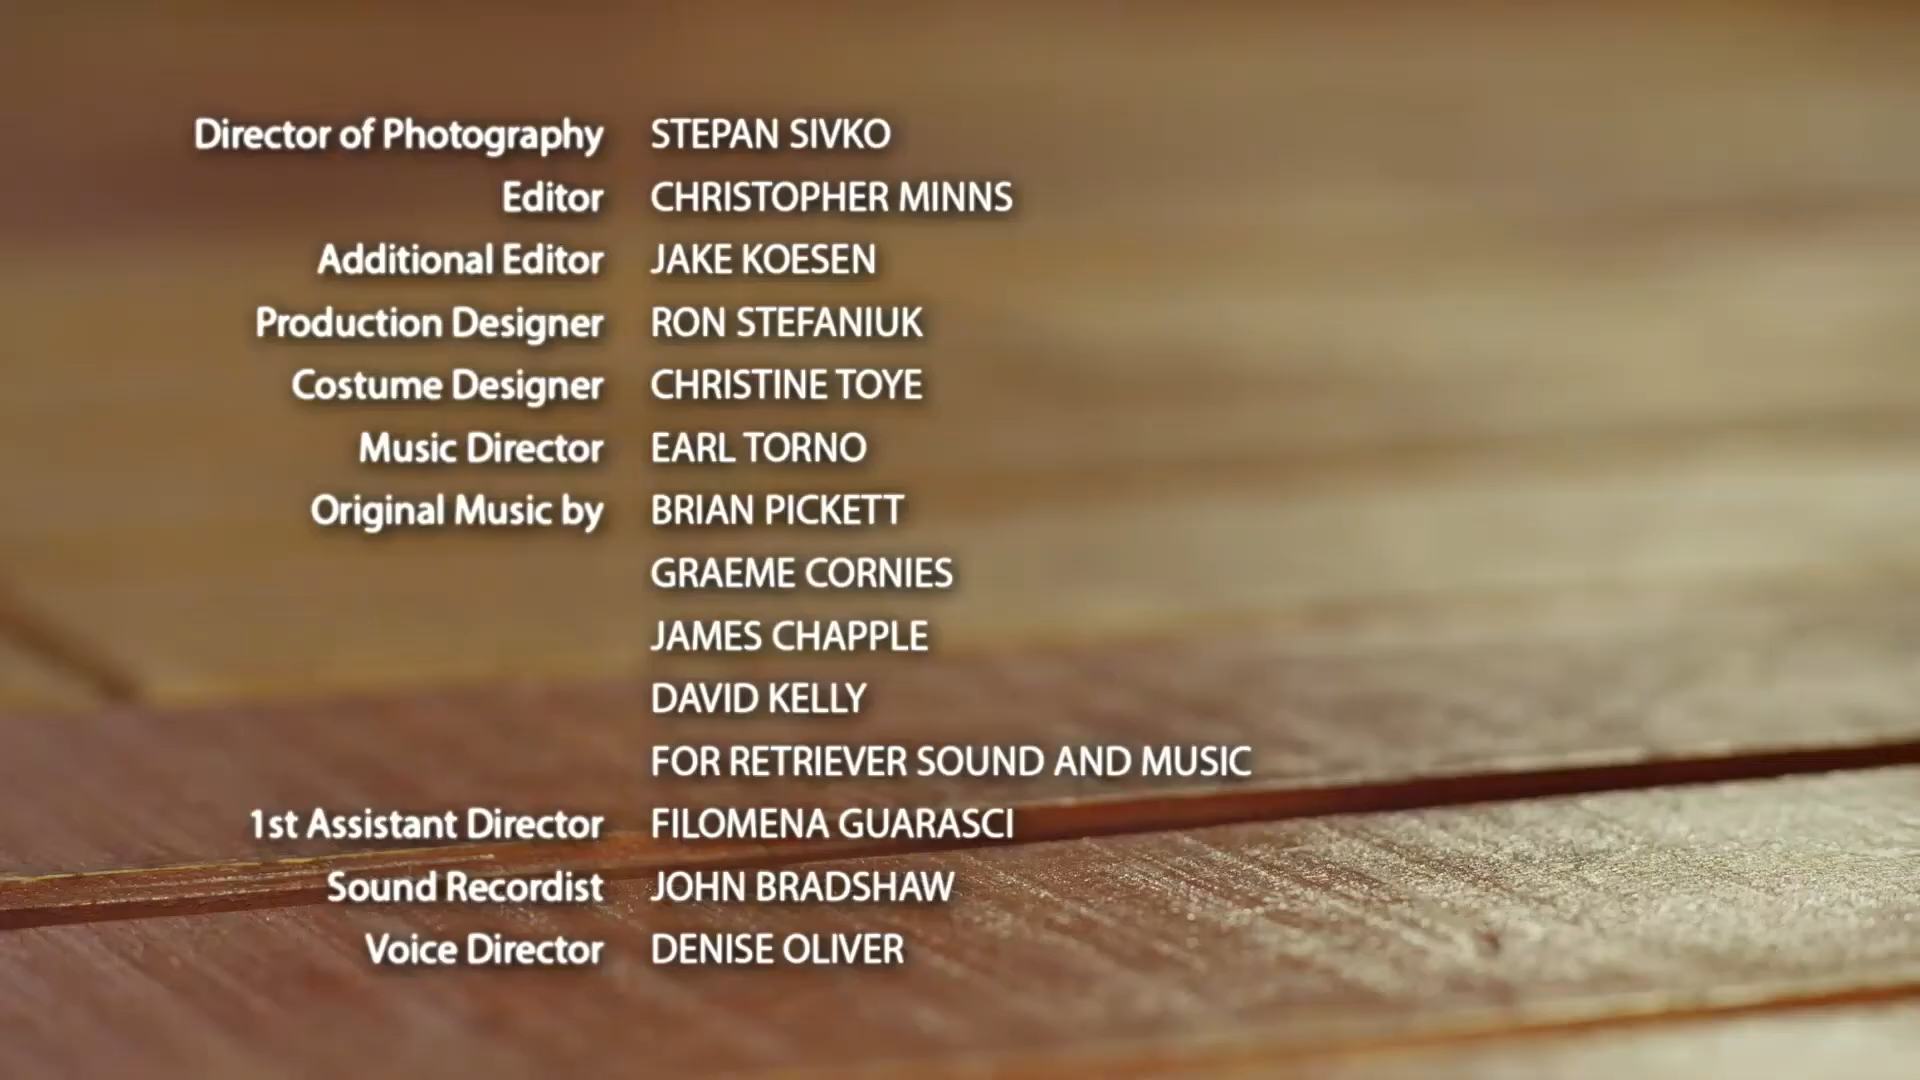 Director of Photography STEPAN SIVKO
Editor CHRISTOPHER MINNS
Additional Editor JAKE KOESEN
Production Designer RON STEFANIUK
Costume Designer CHRISTINE TOYE
Music Director EARL TORNO
Original Music by BRIAN PICKETT
GRAEME CORNIES
JAMES CHAPPLE
DAVID KELLY
FOR RETRIEVER SOUND AND MUSIC
1st Assistant Director FILOMENA GUARASCI
Sound Recordist JOHN BRADSHAW
Voice Director DENISE OLIVER